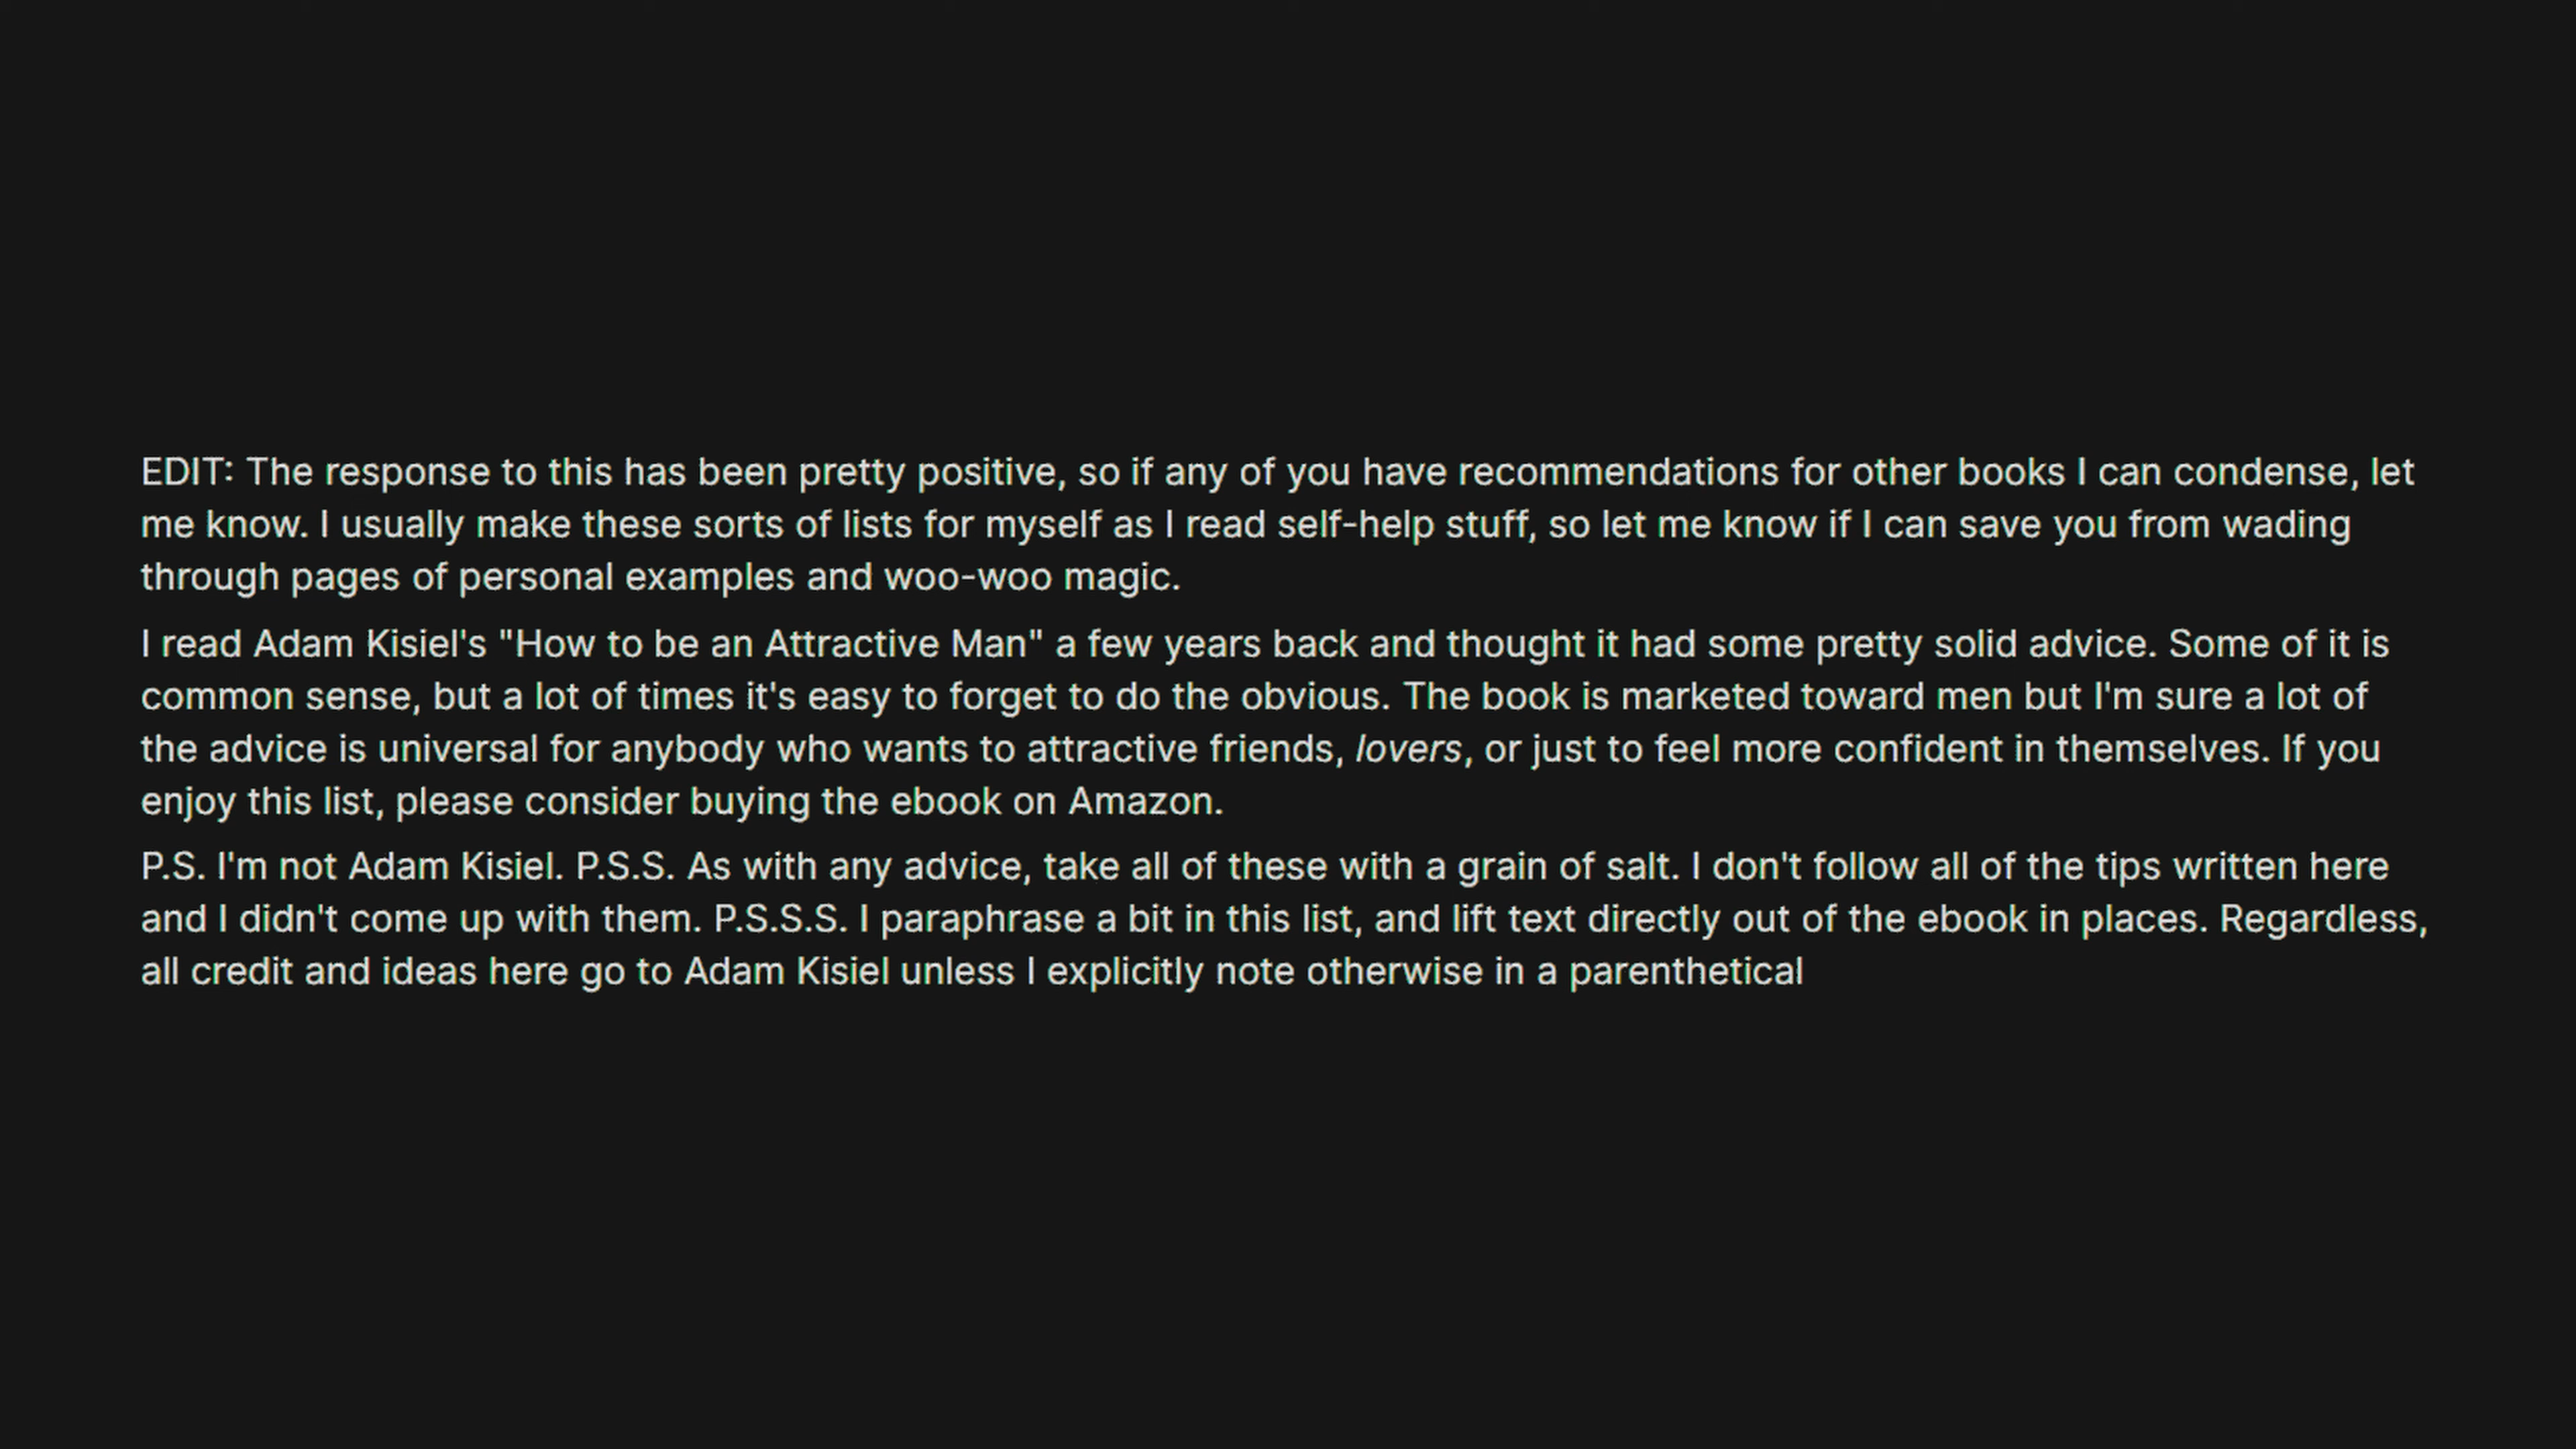 EDIT: The response to this has been pretty positive, so if any of you have recommendations for other books I can condense, let
me know. I usually make these sorts of lists for myself as I read self-help stuff, so let me know if I can save you from wading
through pages of personal examples and woo-woo magic.
I read Adam Kisiel's "How to be an Attractive Man" a few years back and thought it had some pretty solid advice. Some of it is
common sense, but a lot of times it's easy to forget to do the obvious. The book is marketed toward men but I'm sure a lot of
the advice is universal for anybody who wants to attractive friends, lovers, or just to feel more confident in themselves. If you
enjoy this list, please consider buying the ebook on Amazon.
P.S. I'm not Adam Kisiel. P.S.S. As with any advice, take all of these with a grain of salt. I don't follow all of the tips written here
and I didn't come up with them. P.S.S.S. I paraphrase a bit in this list, and lift text directly out of the ebook in places. Regardless,
all credit and ideas here go to Adam Kisiel unless I explicitly note otherwise in a parenthetical